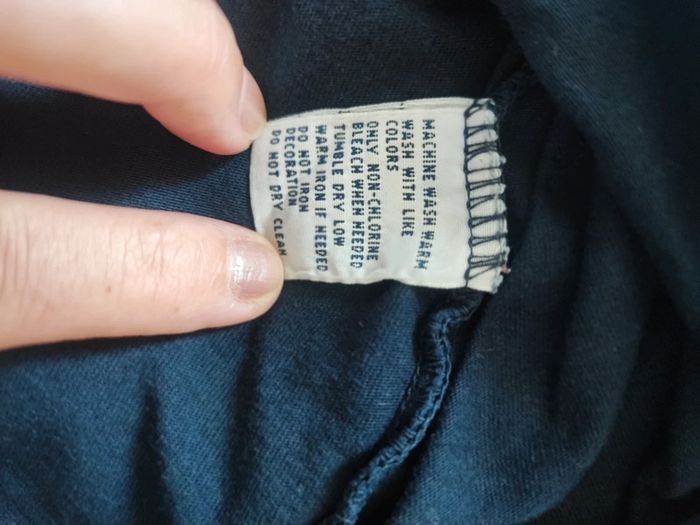 MACHINE WASH WARM
WASH WITH LIKE
COLORS
ONLY NON-CHLORINE
BLEACH WHEN NEEDED
TUMBLE DRY LOW
WARM IRON IF NEEDED
DO NOT IRON
DECORATION
DO NOT DRY CLEAN